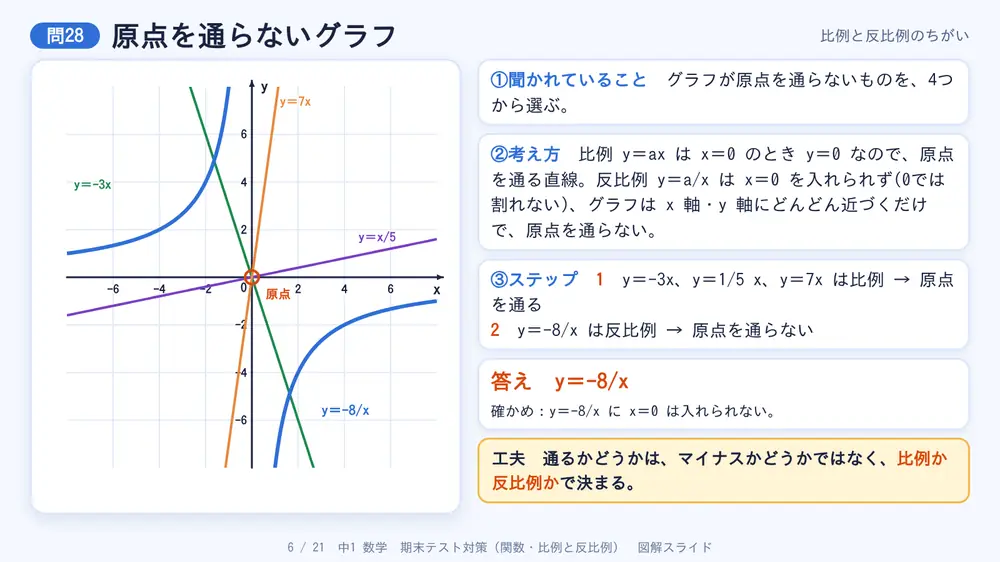 問28 原点を通らないグラフ
比例と反比例のちがい
y
y=7x
6
y=-3x
4
2
y=x/5
-6
-4
-2
0
2
4
6
x
原点
-2
-4
y=-8/x
-6
①聞かれていること グラフが原点を通らないものを、4つ
から選ぶ。
②考え方 比例 y=ax は x=0 のとき y=0 なので、原点
を通る直線。反比例 y=a/x は x=0 を入れられず(0では
割れない)、グラフは x 軸・y 軸にどんどん近づくだけ
で、原点を通らない。
③ステップ 1 y=-3x、y=1/5 x、y=7x は比例 → 原点
を通る
2 y=-8/x は反比例 → 原点を通らない
答え y=-8/x
確かめ:y=-8/x に x=0 は入れられない。
工夫 通るかどうかは、マイナスかどうかではなく、比例か
反比例かで決まる。
6 / 21 中1 数学 期末テスト対策(関数・比例と反比例) 図解スライド